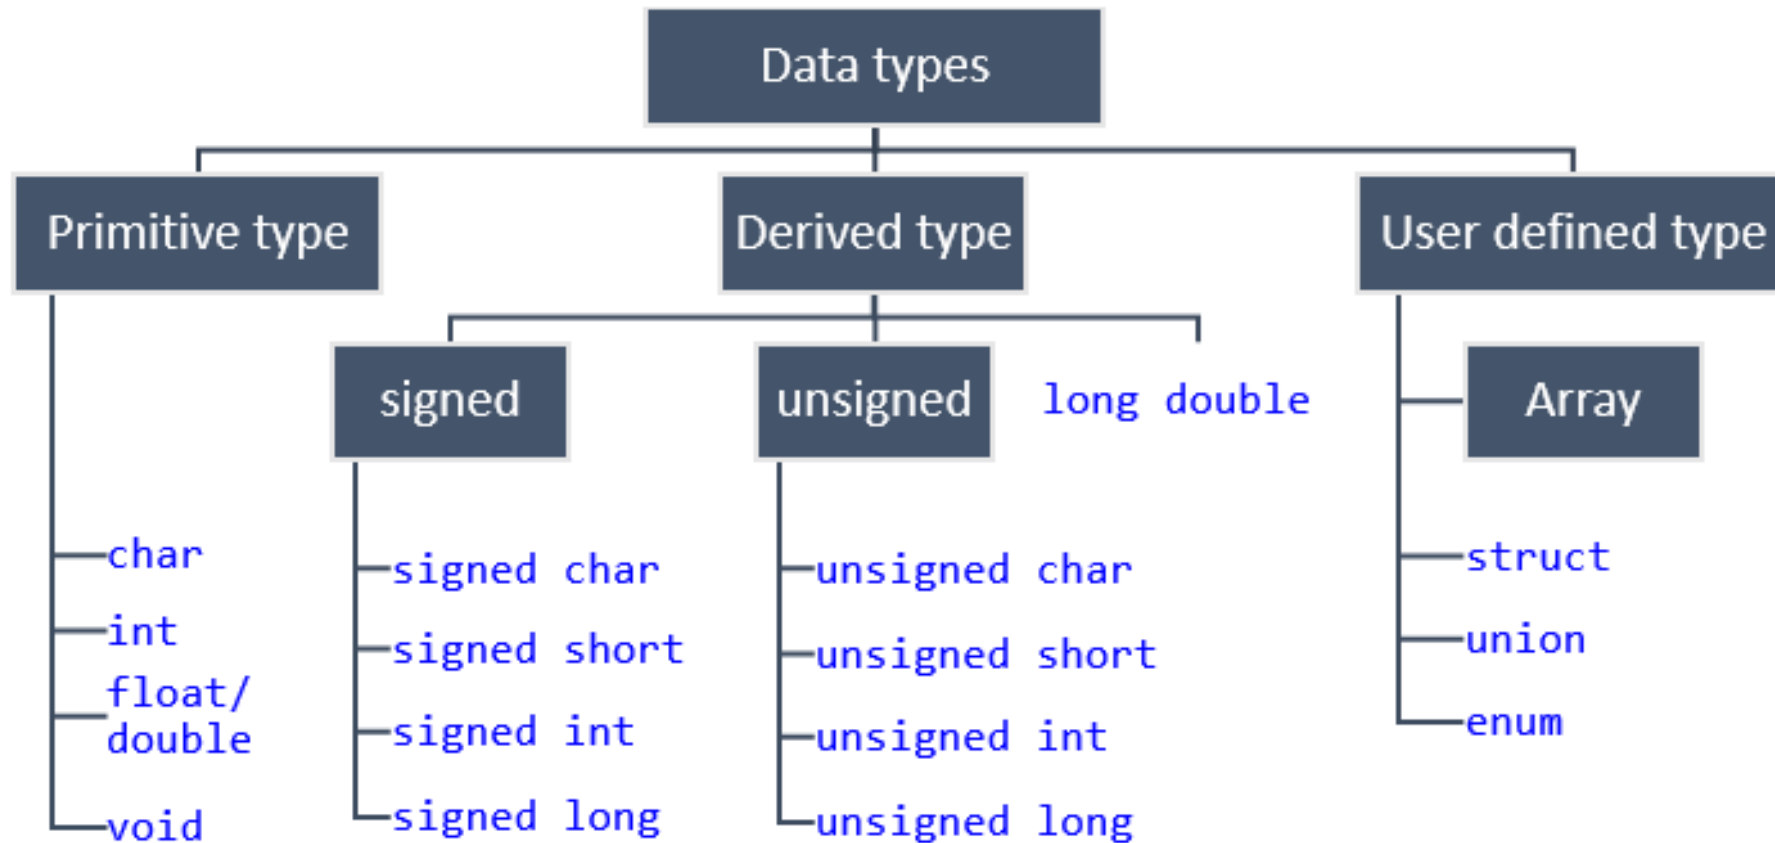 Data types
Primitive type
Derived type
User defined type
signed
unsigned
long double
Array
char
int
float/
double
void
signed char
signed short
signed int
signed long
unsigned char
unsigned short
unsigned int
unsigned long
struct
union
enum